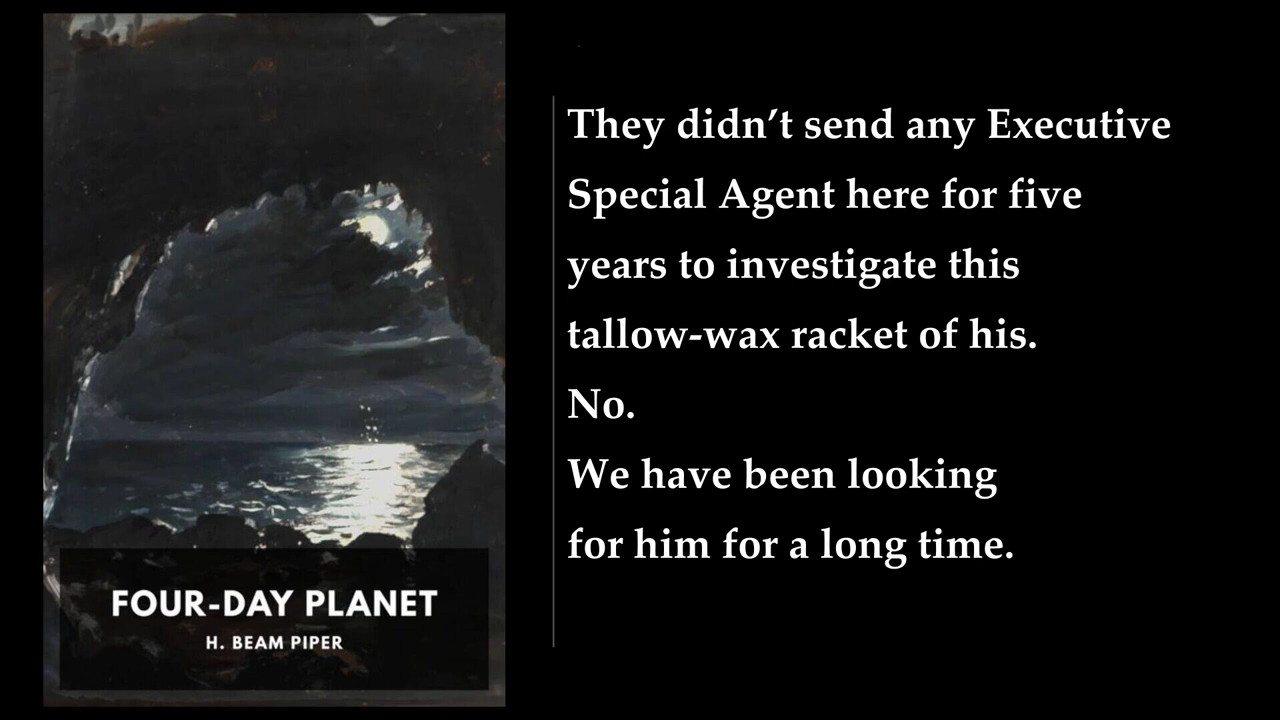 They didn’t send any Executive
Special Agent here for five
years to investigate this
tallow-wax racket of his.
No.
We have been looking
for him for a long time.
FOUR-DAY PLANET
H. BEAM PIPER